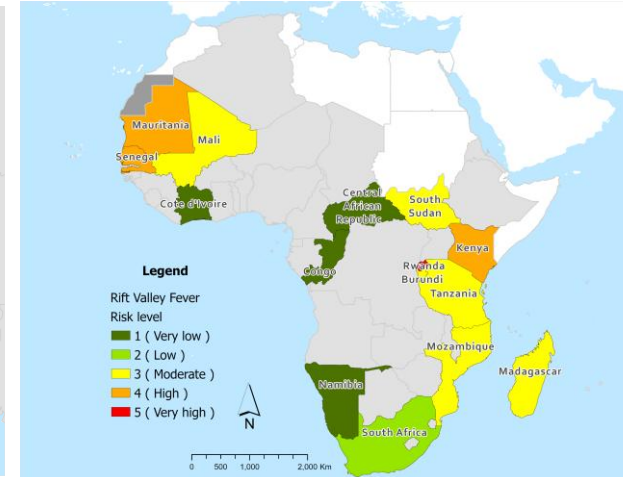 Mauritania
Mali
Senegal
Cote d'Ivoire
Central
African
Republic
South
Sudan
Kenya
Congo
Rwanda
Burundi
Tanzania
Mozambique
Madagascar
Namibia
South Africa
Legend
Rift Valley Fever
Risk level
1 ( Very low )
2 ( Low )
3 ( Moderate )
4 ( High )
5 ( Very high )
N
0 500 1,000 2,000 Km